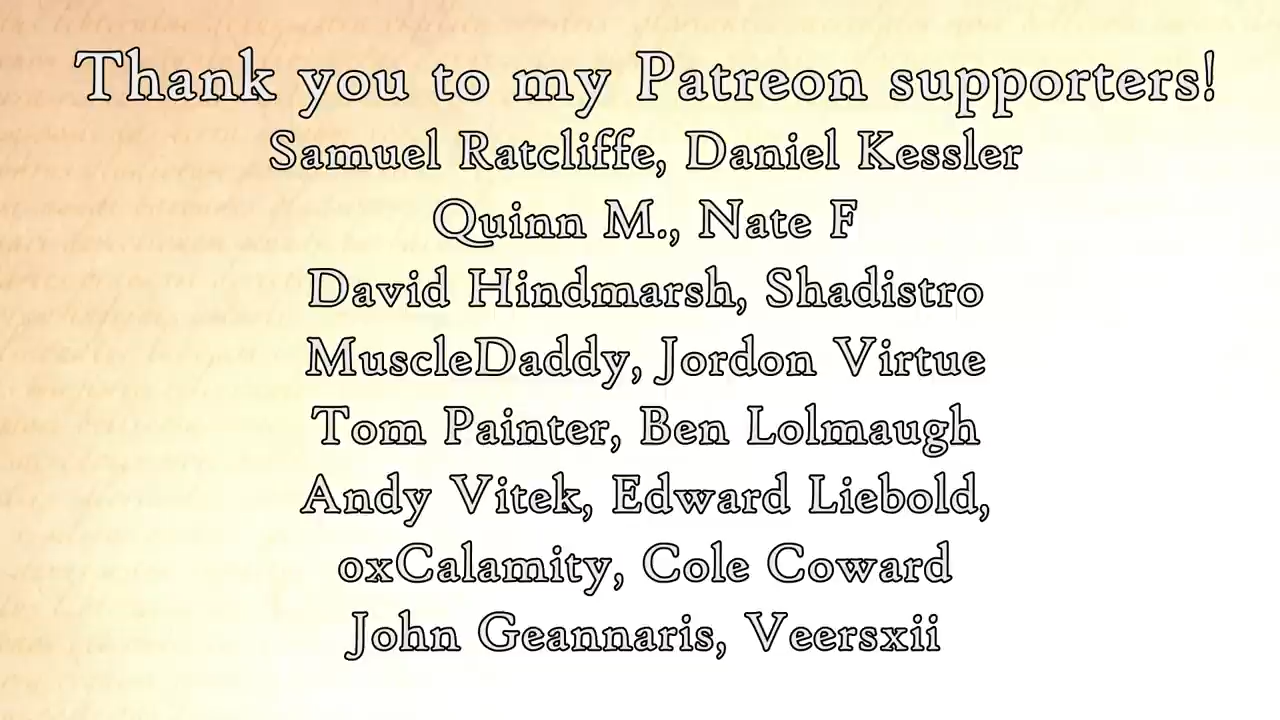 Thank you to my Patreon supporters!
Samuel Ratcliffe, Daniel Kessler
Quinn M., Nate F
David Hindmarsh, Shadistro
MuscleDaddy, Jordon Virtue
Tom Painter, Ben Lolmaugh
Andy Vitek, Edward Liebold,
oxCalamity, Cole Coward
John Geannaris, Veersxii